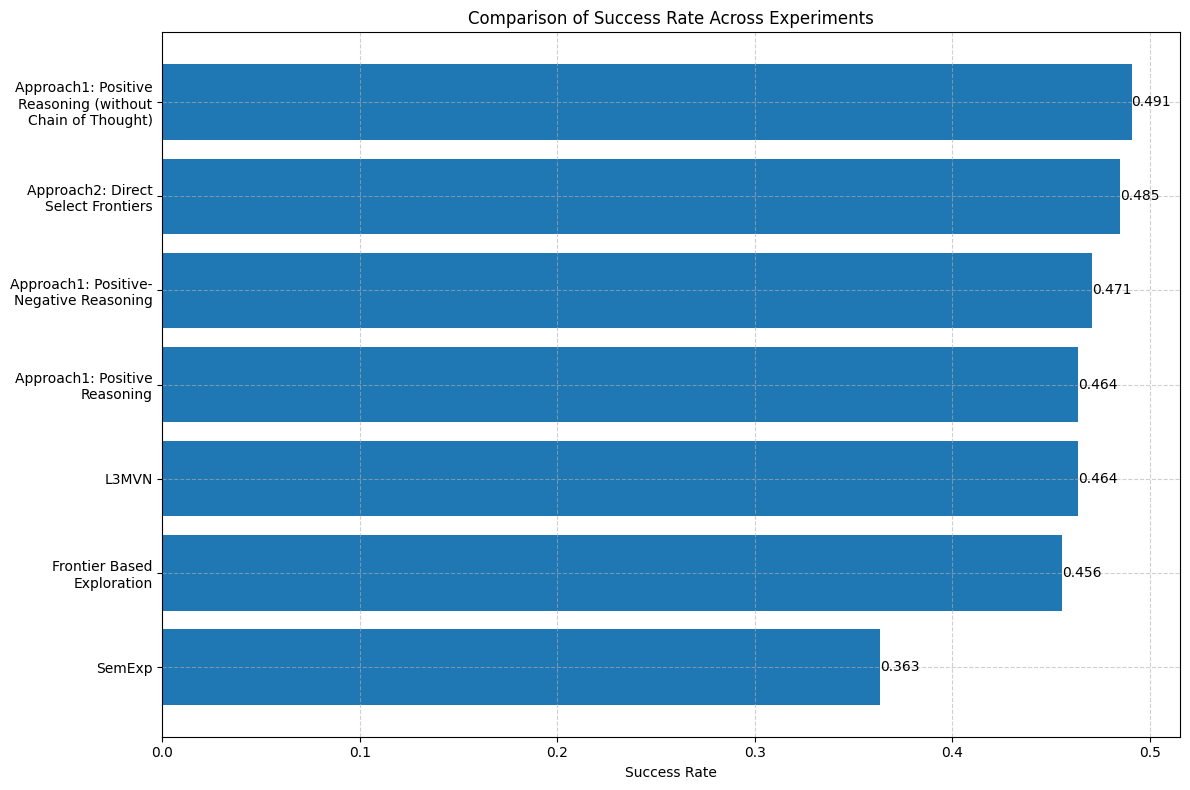 Comparison of Success Rate Across Experiments
Approach1: Positive
Reasoning (without
Chain of Thought)
0.491
Approach2: Direct
Select Frontiers
0.485
Approach1: Positive-
Negative Reasoning
0.471
Approach1: Positive
Reasoning
0.464
L3MVN
0.464
Frontier Based
Exploration
0.456
SemExp
0.363
0.0 0.1 0.2 0.3 0.4 0.5
Success Rate